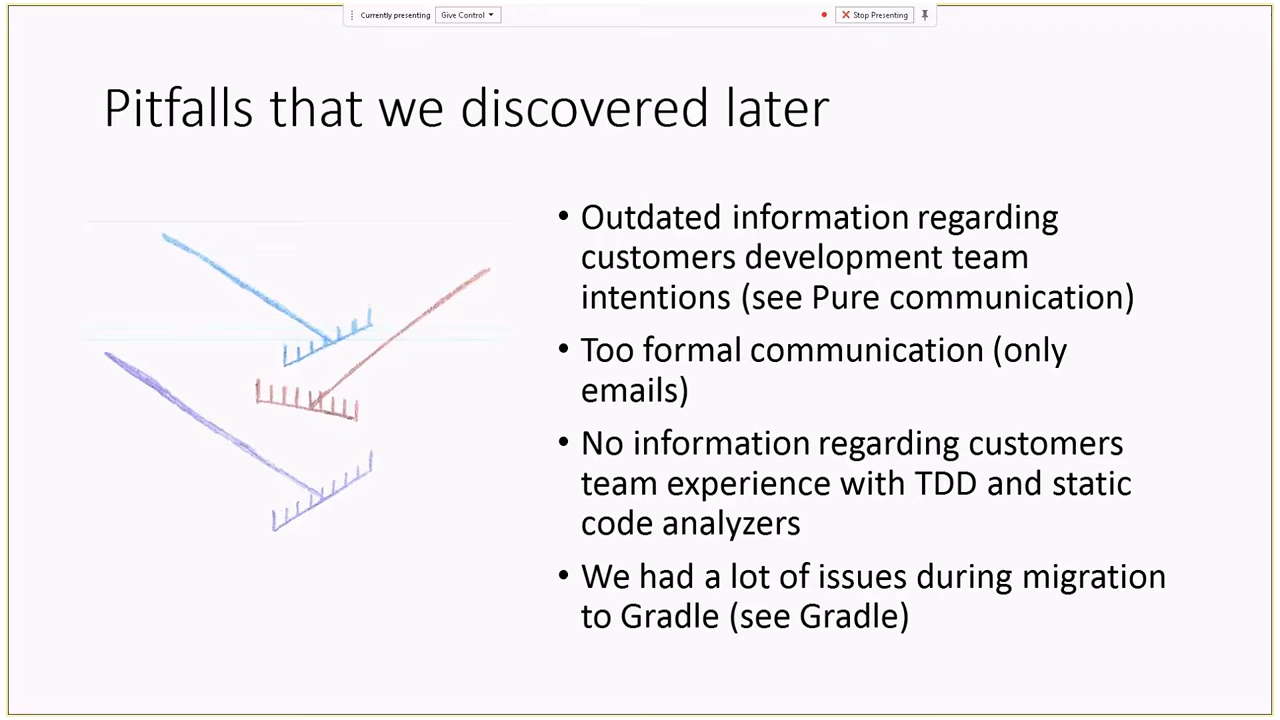 Currently presenting Give Control Stop Presenting
Pitfalls that we discovered later
• Outdated information regarding
customers development team
intentions (see Pure communication)
• Too formal communication (only
emails)
• No information regarding customers
team experience with TDD and static
code analyzers
• We had a lot of issues during migration
to Gradle (see Gradle)